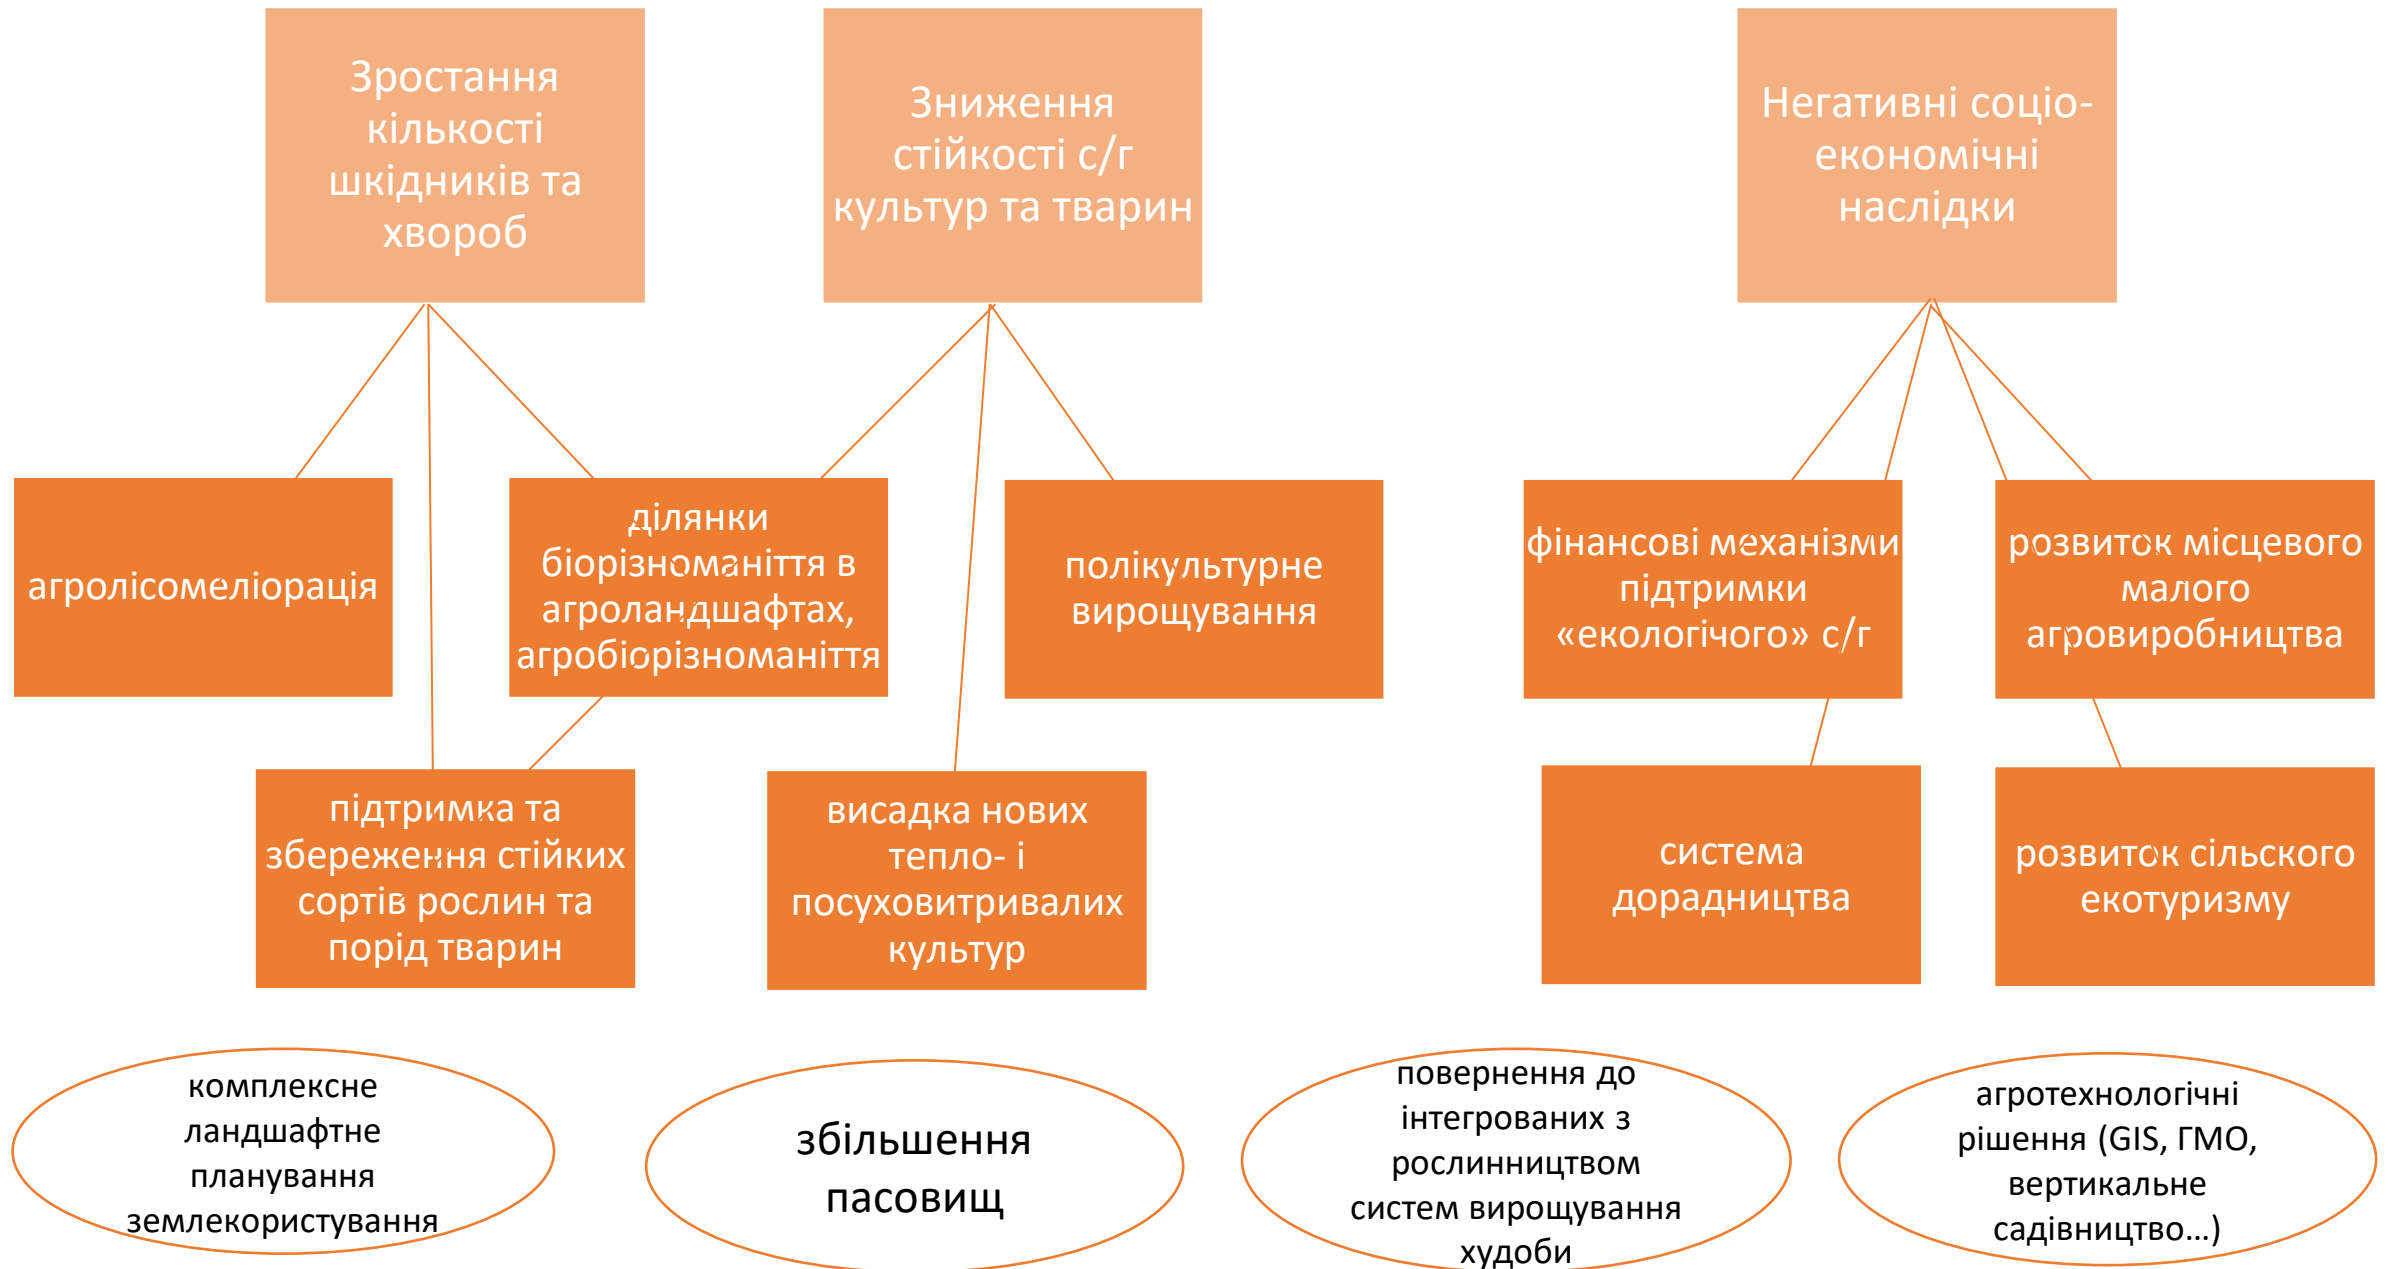 Зростання
кількості
шкідників та
хвороб
Зниження
стійкості с/г
культур та тварин
Негативні соціо-
економічні
наслідки
агролісомеліорація
ділянки
біорізноманіття в
агроландшафтах,
агробіорізноманіття
полікультурне
вирощування
фінансові механізми
підтримки
«екологічого» с/г
розвиток місцевого
малого
агровиробництва
підтримка та
збереження стійких
сортів рослин та
порід тварин
висадка нових
тепло- і
посуховитривалих
культур
система
дорадництва
розвиток сільского
екотуризму
комплексне
ландшафтне
планування
землекористування
збільшення
пасовищ
повернення до
інтегрованих з
рослинництвом
систем вирощування
худоби
агротехнологічні
рішення (GIS, ГМО,
вертикальне
садівництво…)